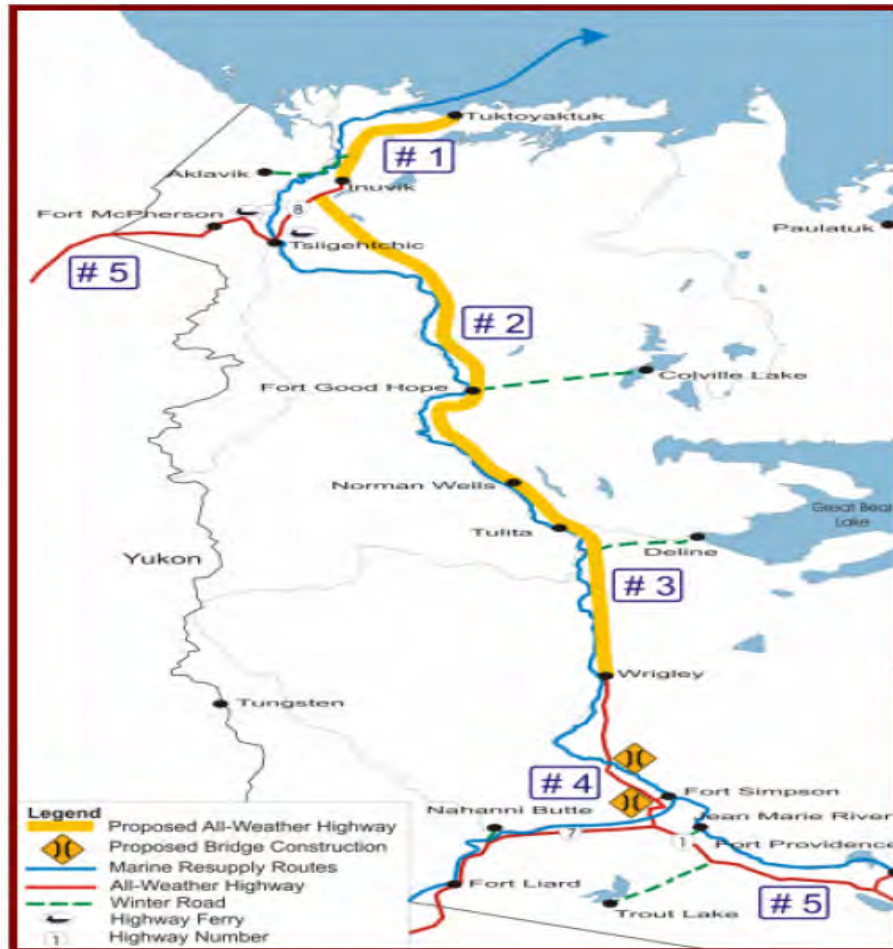 Tuktoyaktuk
# 1
Aklavik
Inuvik
Fort McPherson
8
Tsiigehtchic
Paulatuk
# 5
# 2
Fort Good Hope
Colville Lake
Norman Wells
Great Bear
Lake
Tulita
Deline
Yukon
# 3
Wrigley
Tungsten
# 4
Fort Simpson
Nahanni Butte
Jean Marie River
7
1
Fort Providence
Fort Liard
Trout Lake
# 5
Legend
Proposed All-Weather Highway
Proposed Bridge Construction
Marine Resupply Routes
All-Weather Highway
Winter Road
Highway Ferry
1 Highway Number